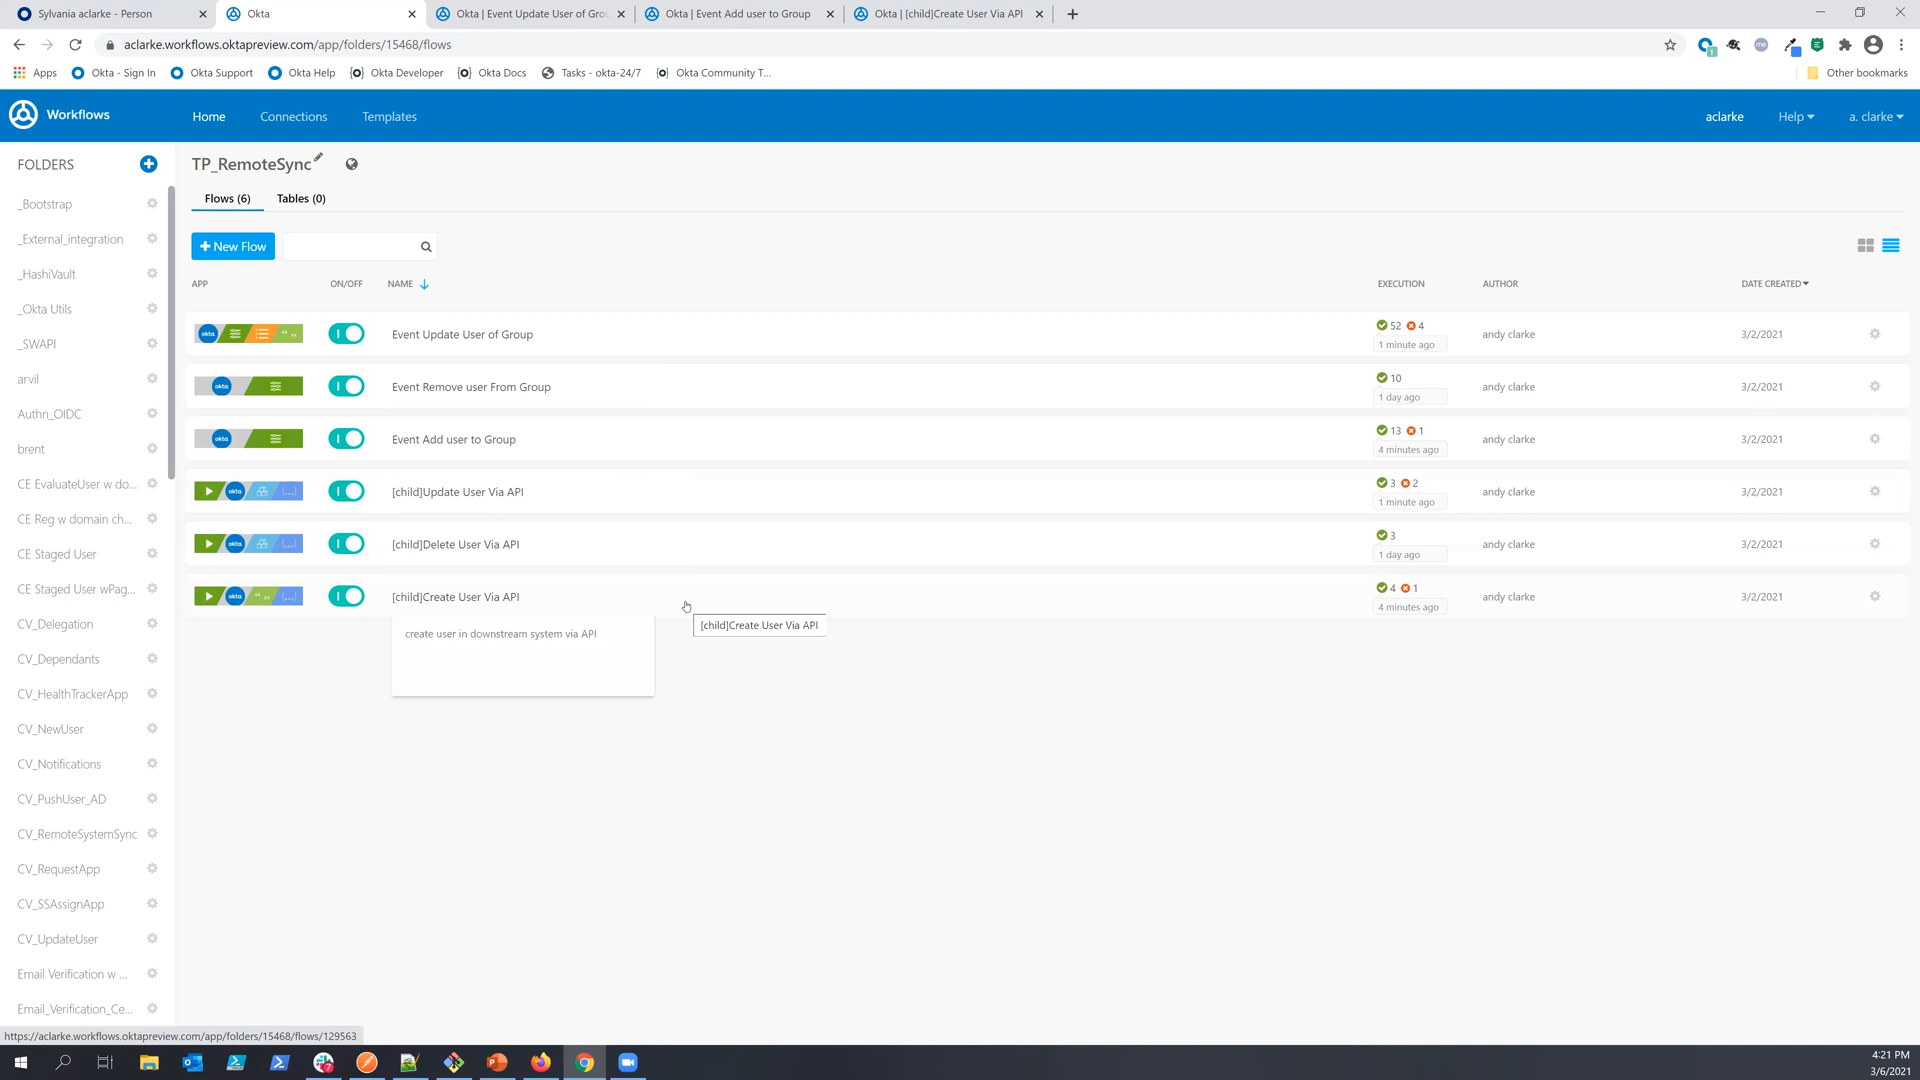 Sylvania aclarke - Person
Okta
Okta | Event Update User of Grou
Okta | Event Add user to Group
Okta | [child]Create User Via API
aclarke.workflows.oktapreview.com/app/folders/15468/flows
Apps
Okta - Sign In
Okta Support
Okta Help
Okta Developer
Okta Docs
Tasks - okta-24/7
Okta Community T...
Other bookmarks
Workflows
Home
Connections
Templates
aclarke
Help
a. clarke
FOLDERS
_Bootstrap
_External_integration
_HashiVault
_Okta Utils
_SWAPI
arvil
Authn_OIDC
brent
CE EvaluateUser w do...
CE Reg w domain ch...
CE Staged User
CE Staged User wPag...
CV_Delegation
CV_Dependants
CV_HealthTrackerApp
CV_NewUser
CV_Notifications
CV_PushUser_AD
CV_RemoteSystemSync
CV_RequestApp
CV_SSAssignApp
CV_UpdateUser
Email Verification w ...
Email_Verification_Ce...
TP_RemoteSync
Flows (6)
Tables (0)
+ New Flow
APP
ON/OFF
NAME
EXECUTION
AUTHOR
DATE CREATED
okta
Event Update User of Group
52 4
1 minute ago
andy clarke
3/2/2021
okta
Event Remove user From Group
10
1 day ago
andy clarke
3/2/2021
okta
Event Add user to Group
13 1
4 minutes ago
andy clarke
3/2/2021
okta
[child]Update User Via API
3 2
1 minute ago
andy clarke
3/2/2021
okta
[child]Delete User Via API
3
1 day ago
andy clarke
3/2/2021
okta
[child]Create User Via API
4 1
4 minutes ago
andy clarke
3/2/2021
create user in downstream system via API
[child]Create User Via API
https://aclarke.workflows.oktapreview.com/app/folders/15468/flows/129563
4:21 PM
3/6/2021